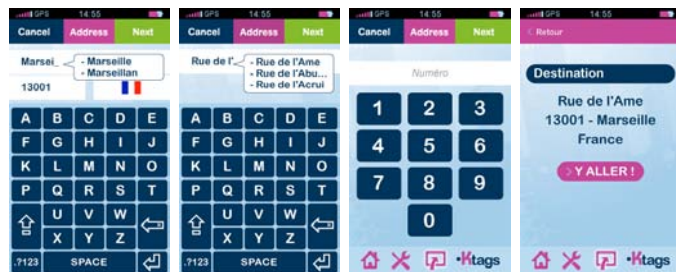 GPS 14:55
Cancel Address Next
Marsei_
- Marseille
- Marseillan
13001
A B C D E
F G H I J
K L M N O
P Q R S T
U V W
X Y Z
.?123 SPACE
GPS 14:55
Cancel Address Next
Rue de l'
- Rue de l'Ame
- Rue de l'Abu...
- Rue de l'Acrui
A B C D E
F G H I J
K L M N O
P Q R S T
U V W
X Y Z
.?123 SPACE
GPS 14:55
Cancel Address Next
Numéro
1 2 3
4 5 6
7 8 9
0
Ktags
GPS 14:55
< Retour
Destination
Rue de l'Ame
13001 - Marseille
France
> Y ALLER !
Ktags